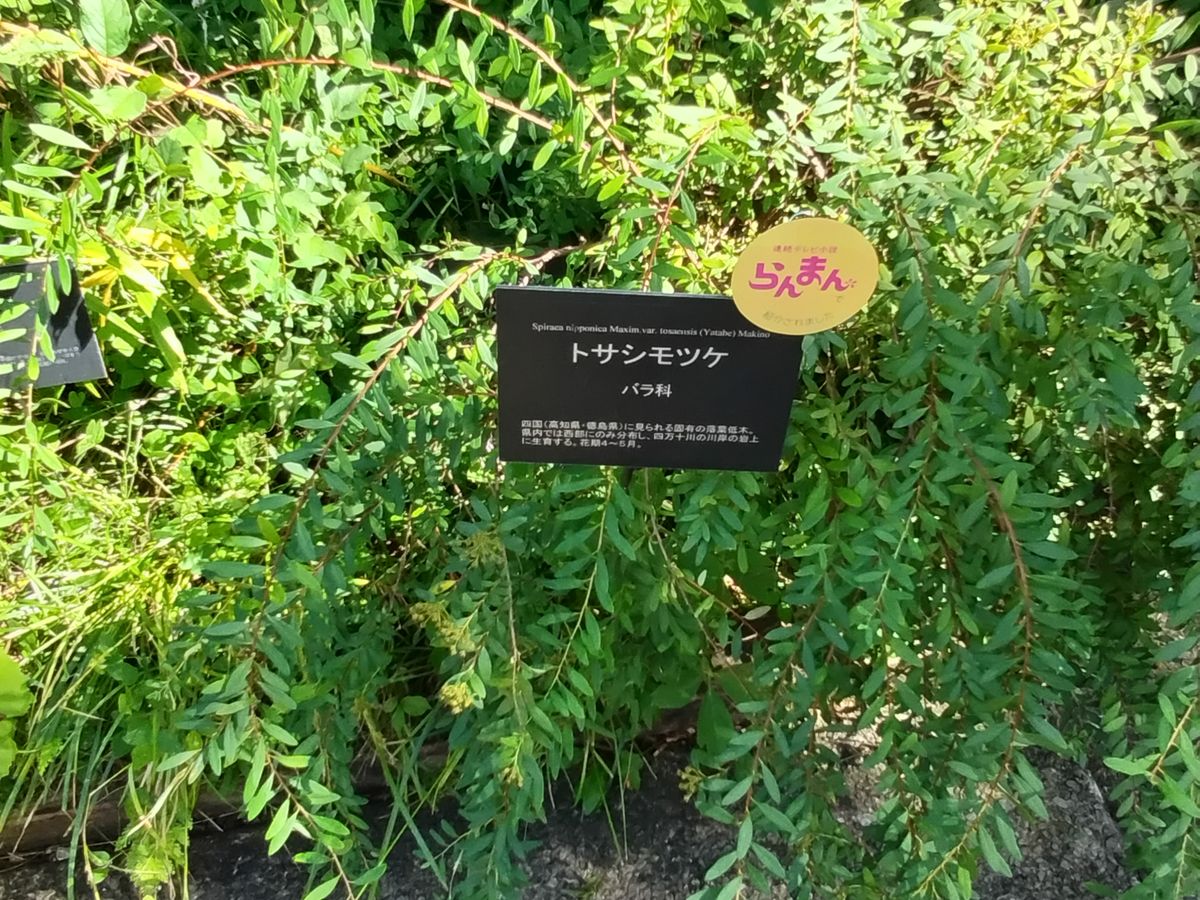 連続テレビ小説
らんまん
で
紹介されました
Spiraea nipponica Maxim.var. tosaensis (Yatabe) Makino
トサシモツケ
バラ科
四国(高知県・徳島県)に見られる固有の落葉低木。
県内では西部にのみ分布し、四万十川の川岸の岩上
に生育する。花期4～5月。